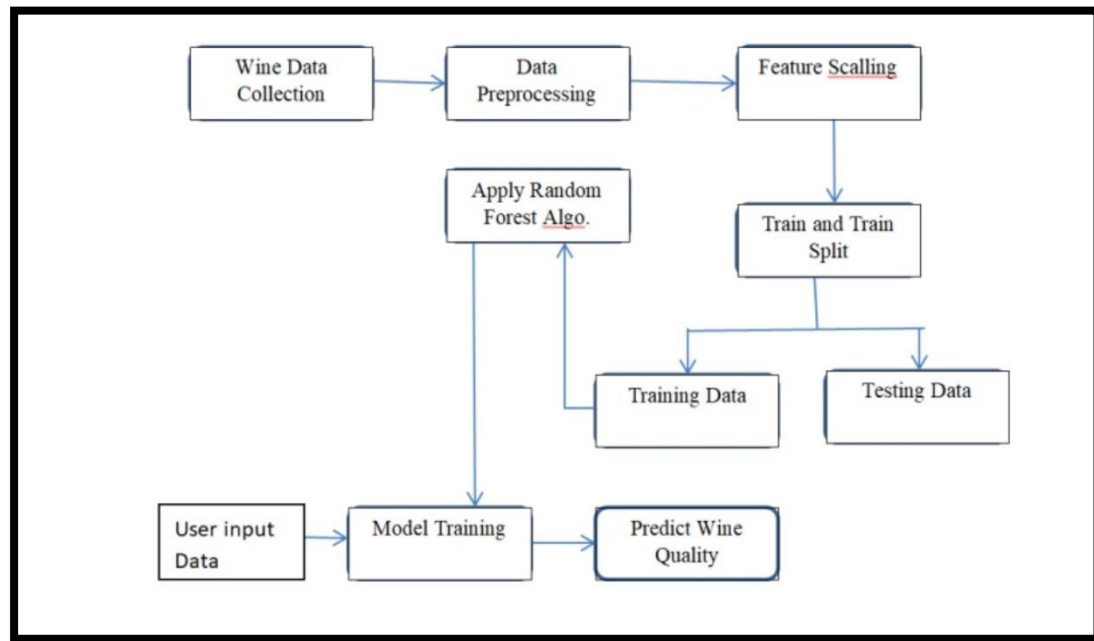 Wine Data
Collection
Data
Preprocessing
Feature Scalling
Apply Random
Forest Algo.
Train and Train
Split
Training Data
Testing Data
User input
Data
Model Training
Predict Wine
Quality